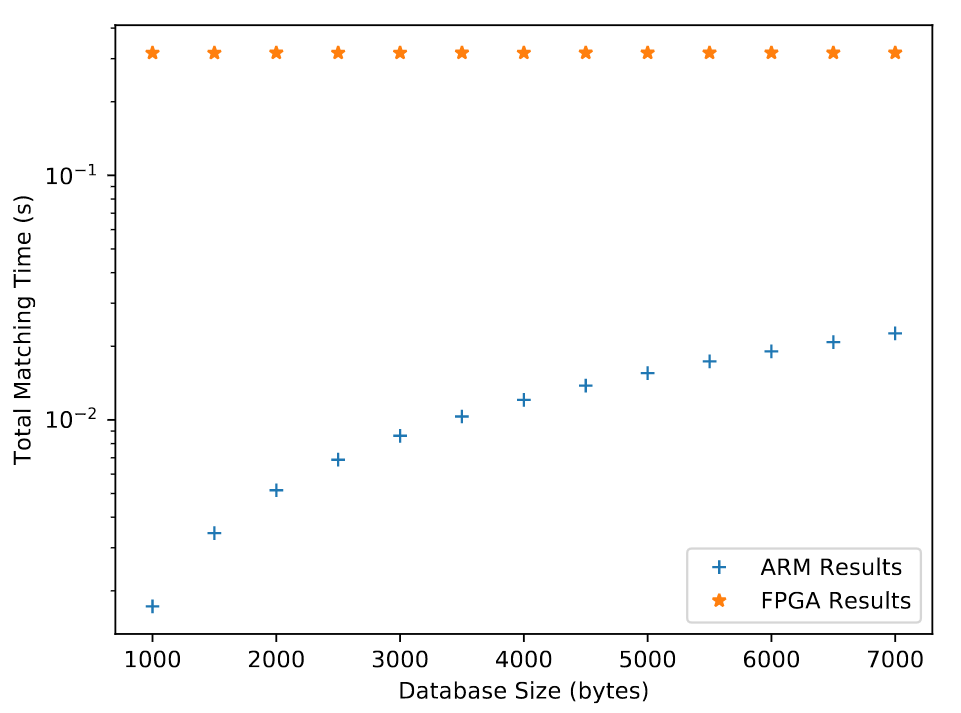 Total Matching Time (s)
10⁻¹
10⁻²
ARM Results
FPGA Results
1000 2000 3000 4000 5000 6000 7000
Database Size (bytes)